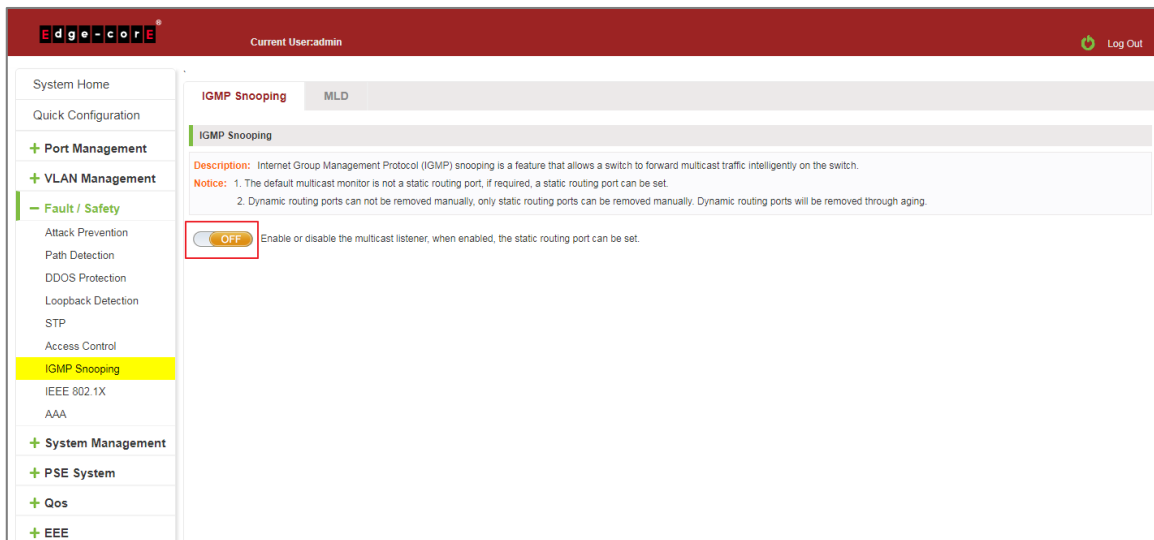 Edge-corE®
Current User:admin
Log Out
System Home
Quick Configuration
+ Port Management
+ VLAN Management
− Fault / Safety
Attack Prevention
Path Detection
DDOS Protection
Loopback Detection
STP
Access Control
IGMP Snooping
IEEE 802.1X
AAA
+ System Management
+ PSE System
+ Qos
+ EEE
IGMP Snooping MLD
IGMP Snooping
Description: Internet Group Management Protocol (IGMP) snooping is a feature that allows a switch to forward multicast traffic intelligently on the switch.
Notice: 1. The default multicast monitor is not a static routing port, if required, a static routing port can be set.
2. Dynamic routing ports can not be removed manually, only static routing ports can be removed manually. Dynamic routing ports will be removed through aging.
OFF Enable or disable the multicast listener, when enabled, the static routing port can be set.